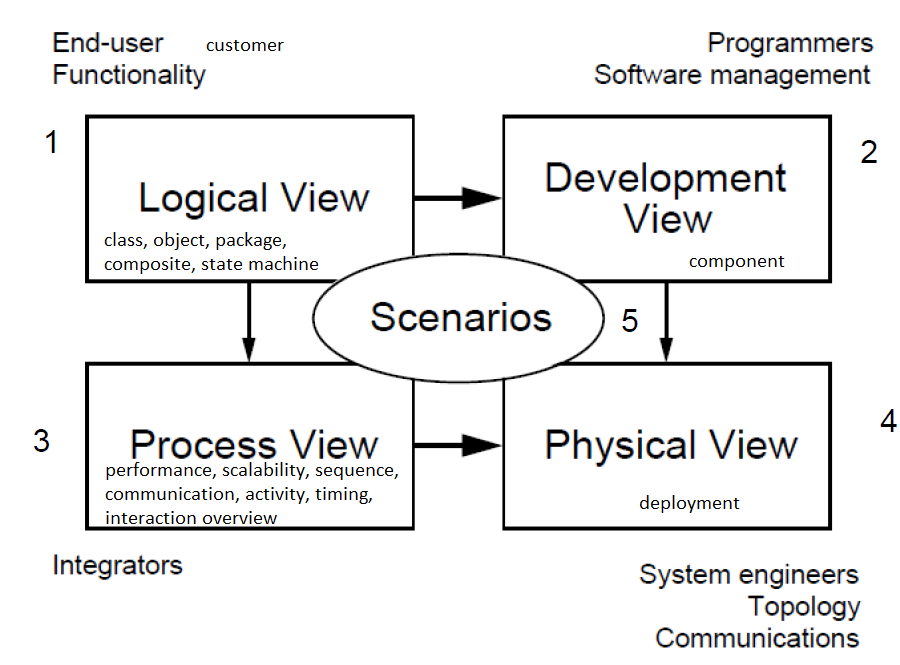 End-user customer
Functionality
Programmers
Software management
1
Logical View
class, object, package,
composite, state machine
2
Development
View
component
Scenarios
5
3
Process View
performance, scalability, sequence,
communication, activity, timing,
interaction overview
4
Physical View
deployment
Integrators
System engineers
Topology
Communications